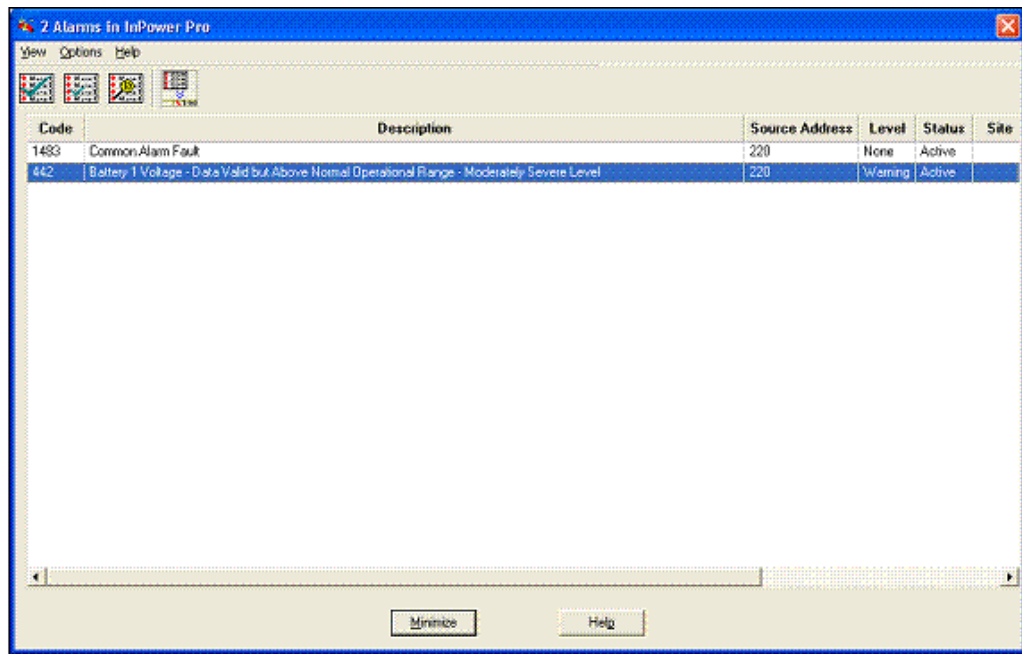 2 Alarms in InPower Pro
View Options Help
Code Description Source Address Level Status Site
1483 Common Alarm Fault 220 None Active
442 Battery 1 Voltage - Data Valid but Above Normal Operational Range - Moderately Severe Level 220 Warning Active
Minimize Help